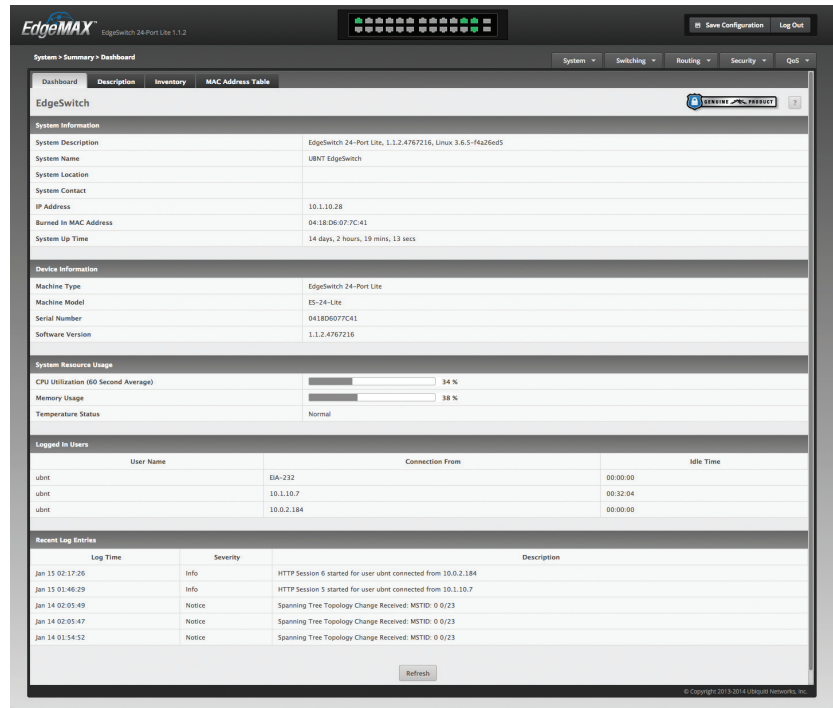 EdgeMAX™ EdgeSwitch 24-Port Lite 1.1.2
Save Configuration Log Out
System > Summary > Dashboard
System Switching Routing Security QoS
Dashboard Description Inventory MAC Address Table
EdgeSwitch
GENUINE PRODUCT ?
System Information
System Description EdgeSwitch 24-Port Lite, 1.1.2.4767216, Linux 3.6.5-f4a26ed5
System Name UBNT EdgeSwitch
System Location
System Contact
IP Address 10.1.10.28
Burned In MAC Address 04:18:D6:07:7C:41
System Up Time 14 days, 2 hours, 19 mins, 13 secs
Device Information
Machine Type EdgeSwitch 24-Port Lite
Machine Model ES-24-Lite
Serial Number 0418D6077C41
Software Version 1.1.2.4767216
System Resource Usage
CPU Utilization (60 Second Average) 34 %
Memory Usage 38 %
Temperature Status Normal
Logged In Users
User Name Connection From Idle Time
ubnt EIA-232 00:00:00
ubnt 10.1.10.7 00:32:04
ubnt 10.0.2.184 00:00:00
Recent Log Entries
Log Time Severity Description
Jan 15 02:17:26 Info HTTP Session 6 started for user ubnt connected from 10.0.2.184
Jan 15 01:46:29 Info HTTP Session 5 started for user ubnt connected from 10.1.10.7
Jan 14 02:05:49 Notice Spanning Tree Topology Change Received: MSTID: 0 0/23
Jan 14 02:05:47 Notice Spanning Tree Topology Change Received: MSTID: 0 0/23
Jan 14 01:54:52 Notice Spanning Tree Topology Change Received: MSTID: 0 0/23
Refresh
© Copyright 2013-2014 Ubiquiti Networks, Inc.